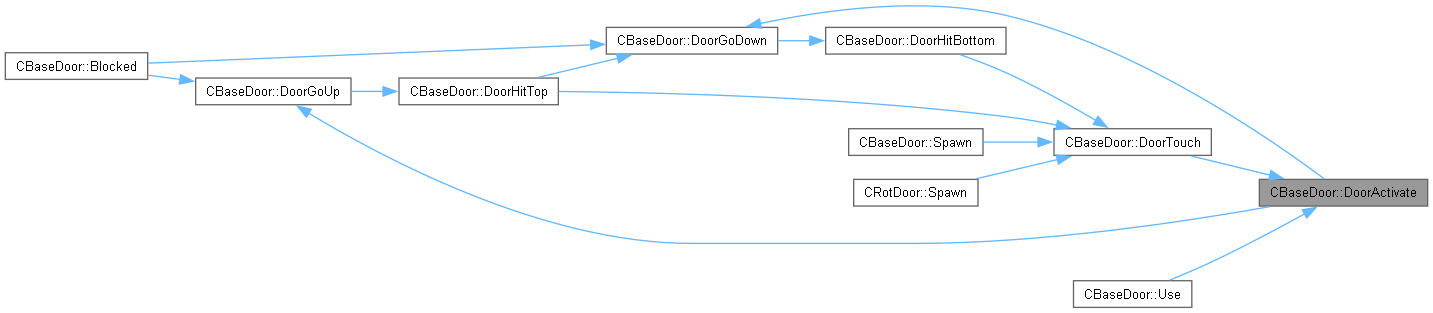 CBaseDoor::DoorGoDown
CBaseDoor::DoorHitBottom
CBaseDoor::Blocked
CBaseDoor::DoorGoUp
CBaseDoor::DoorHitTop
CBaseDoor::Spawn
CBaseDoor::DoorTouch
CRotDoor::Spawn
CBaseDoor::DoorActivate
CBaseDoor::Use